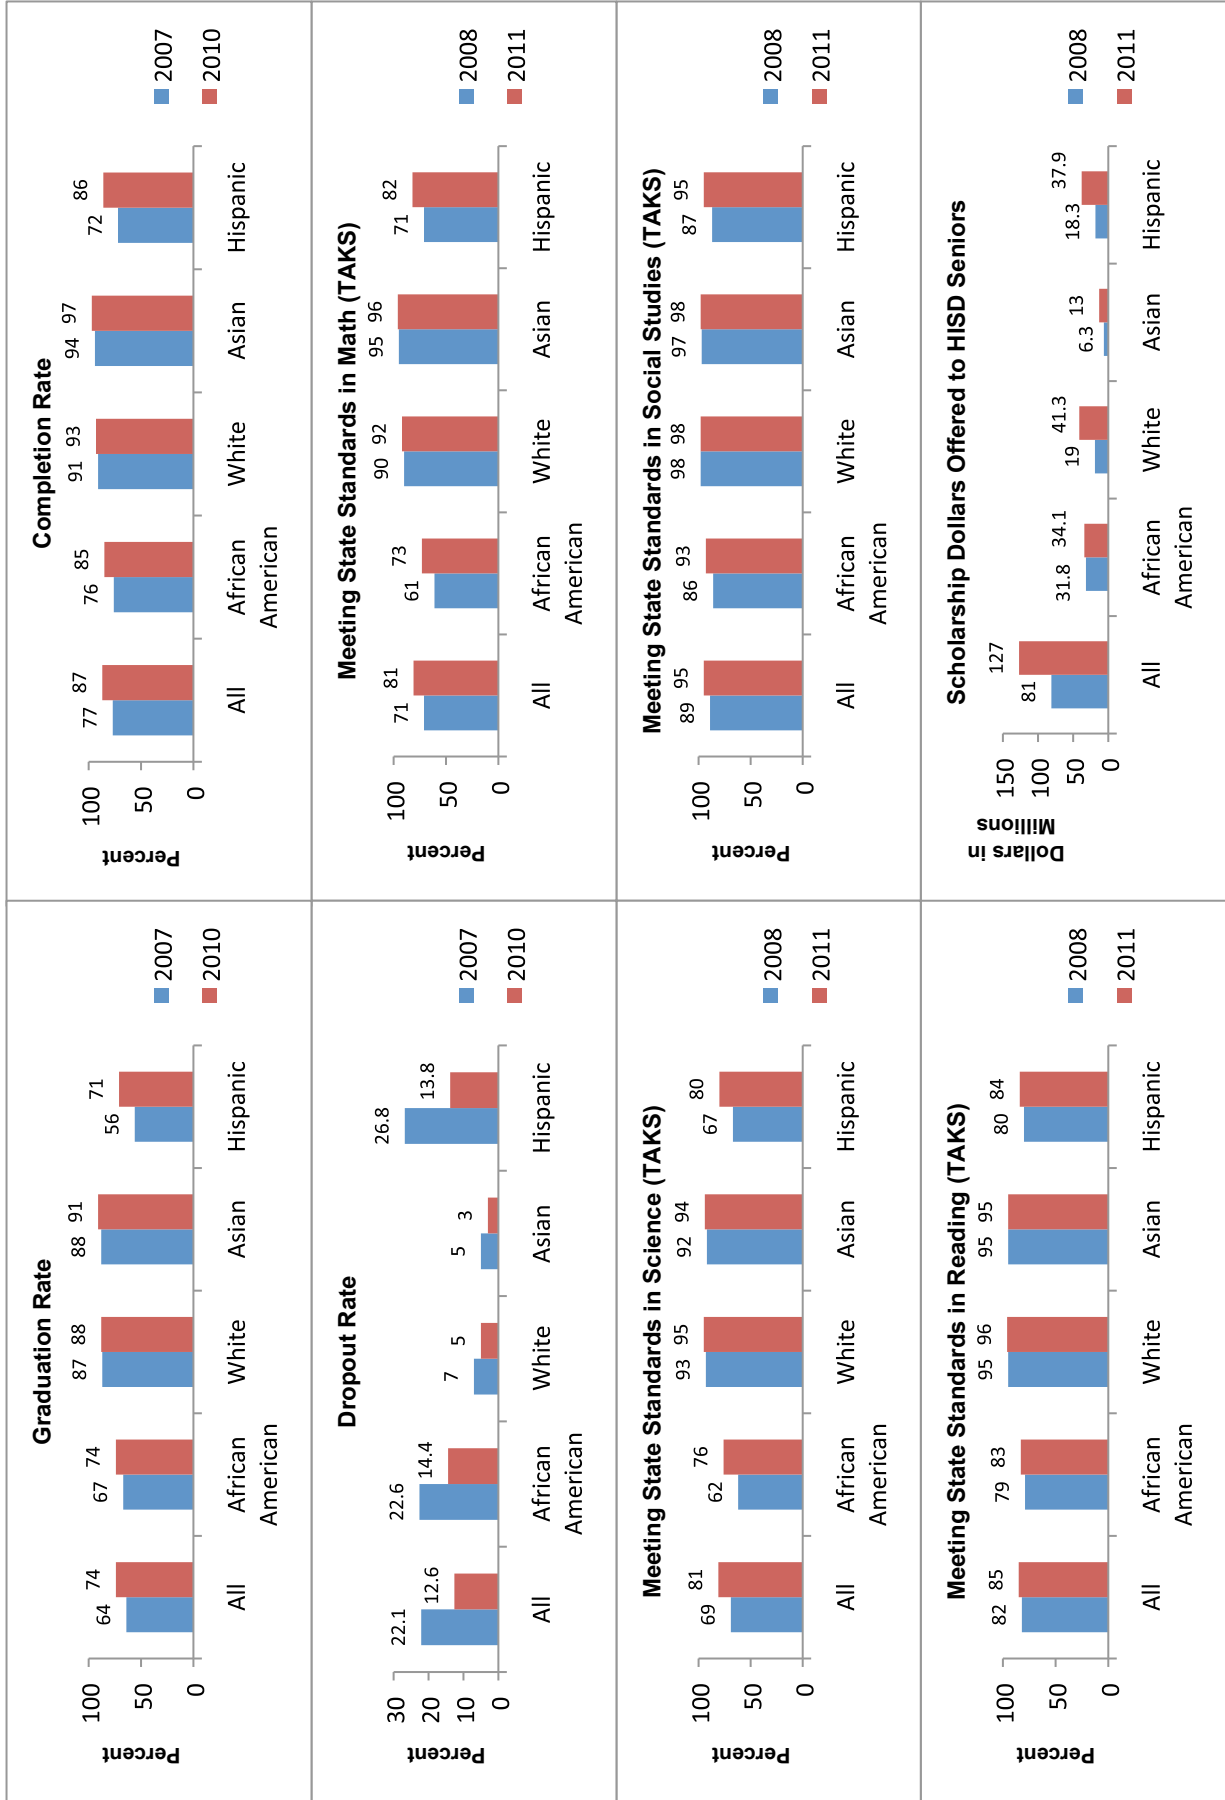 Graduation Rate
Percent
100
50
0
64 74 67 74 87 88 88 91 56 71
All African American White Asian Hispanic
2007
2010
Completion Rate
Percent
100
50
0
77 87 76 85 91 93 94 97 72 86
All African American White Asian Hispanic
2007
2010
Dropout Rate
Percent
30
20
10
0
22.1 12.6 22.6 14.4 7 5 5 3 26.8 13.8
All African American White Asian Hispanic
2007
2010
Meeting State Standards in Math (TAKS)
Percent
100
50
0
71 81 61 73 90 92 95 96 71 82
All African American White Asian Hispanic
2008
2011
Meeting State Standards in Science (TAKS)
Percent
100
50
0
69 81 62 76 93 95 92 94 67 80
All African American White Asian Hispanic
2008
2011
Meeting State Standards in Social Studies (TAKS)
Percent
100
50
0
89 95 86 93 98 98 97 98 87 95
All African American White Asian Hispanic
2008
2011
Meeting State Standards in Reading (TAKS)
Percent
100
50
0
82 85 79 83 95 96 95 95 80 84
All African American White Asian Hispanic
2008
2011
Scholarship Dollars Offered to HISD Seniors
Dollars in
Millions
150
100
50
0
81 127 31.8 34.1 19 41.3 6.3 13 18.3 37.9
All African American White Asian Hispanic
2008
2011